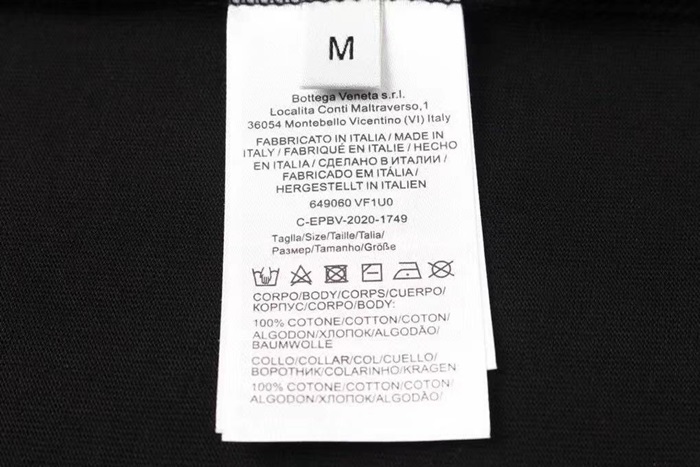 M
Bottega Veneta s.r.l.
Localita Conti Maltraverso,1
36054 Montebello Vicentino (VI) Italy
FABBRICATO IN ITALIA / MADE IN
ITALY / FABRIQUÉ EN ITALIE / HECHO
EN ITALIA / СДЕЛАНО В ИТАЛИИ /
FABRICADO EM ITÁLIA /
HERGESTELLT IN ITALIEN
649060 VF1U0
C-EPBV-2020-1749
Taglia/Size/Taille/Talla/
Размер/Tamanho/Größe
CORPO/BODY/CORPS/CUERPO/
КОРПУС/CORPO/BODY:
100% COTONE/COTTON/COTON/
ALGODON/ХЛОПОК/ALGODÃO/
BAUMWOLLE
COLLO/COLLAR/COL/CUELLO/
ВОРОТНИК/COLARINHO/KRAGEN
100% COTONE/COTTON/COTON/
ALGODON/ХЛОПОК/ALGODÃO/